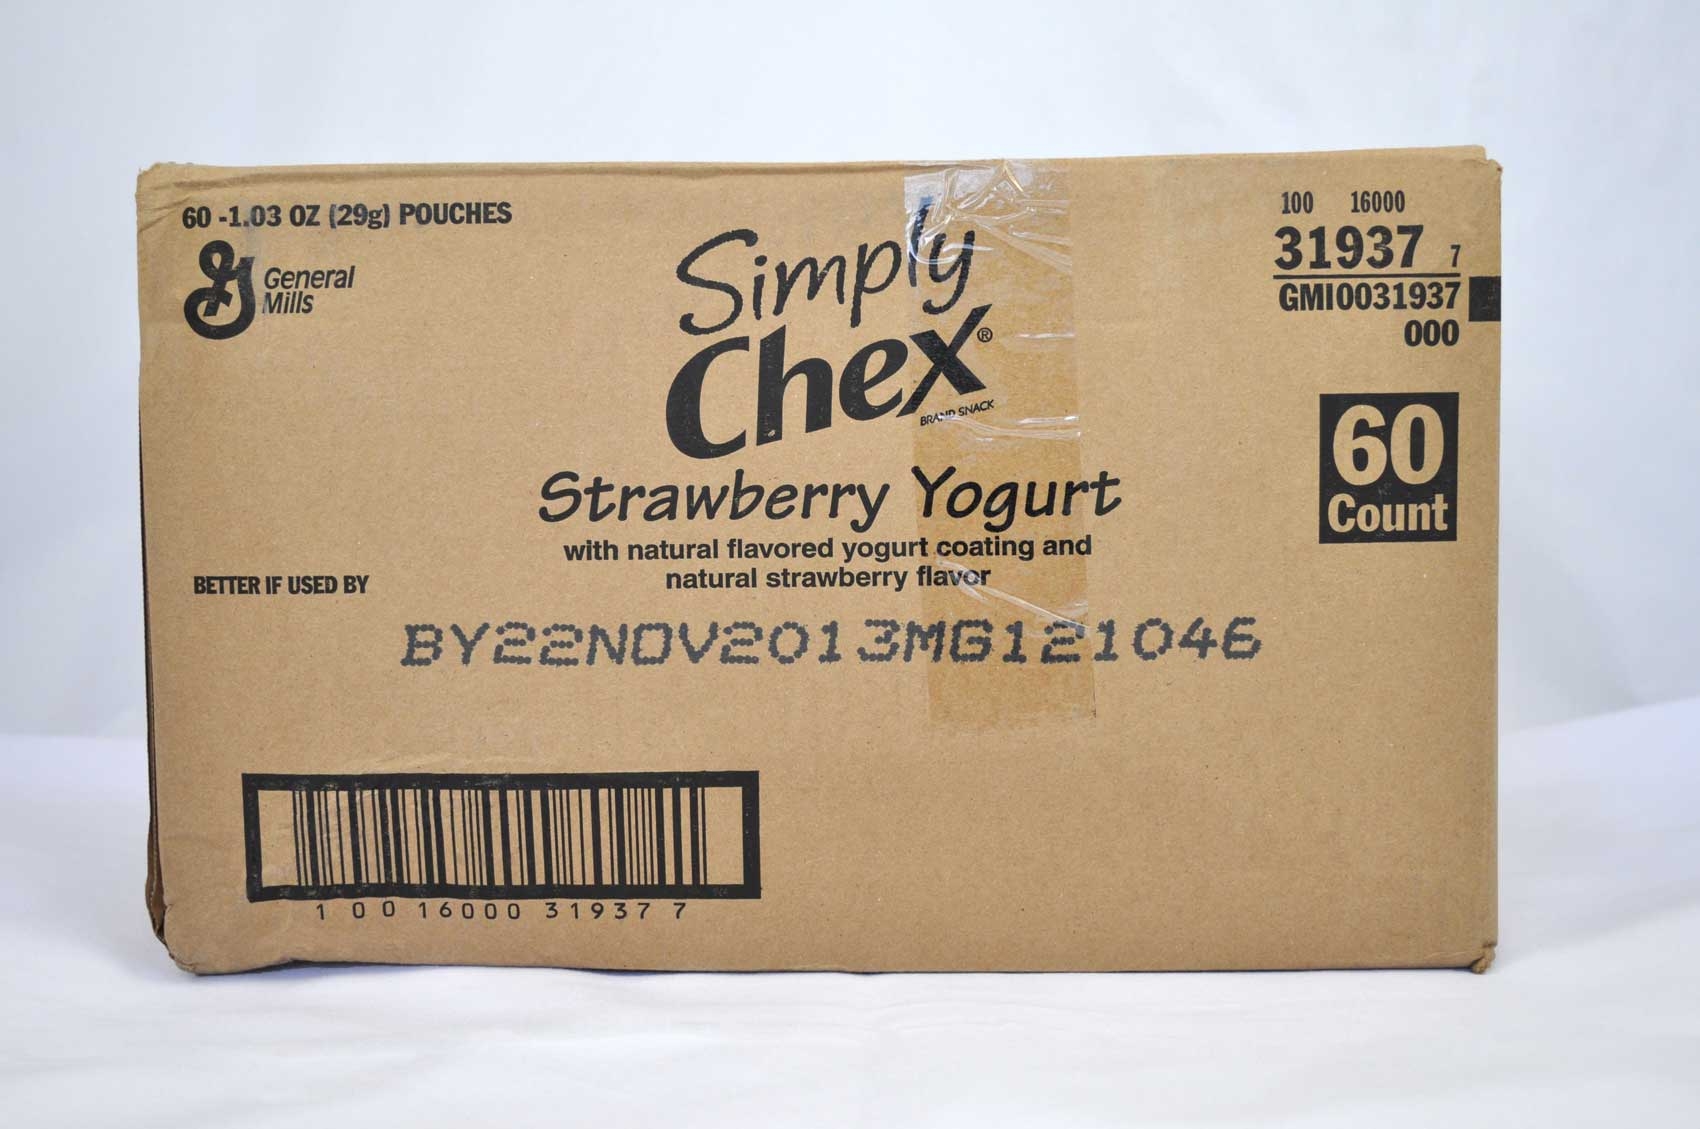 60 -1.03 OZ (29g) POUCHES
General
Mills
Simply
Chex®
BRAND SNACK
Strawberry Yogurt
with natural flavored yogurt coating and
natural strawberry flavor
100 16000
31937 7
GMI0031937
000
60
Count
BETTER IF USED BY
BY22NOV2013MG121046
1 00 16000 31937 7